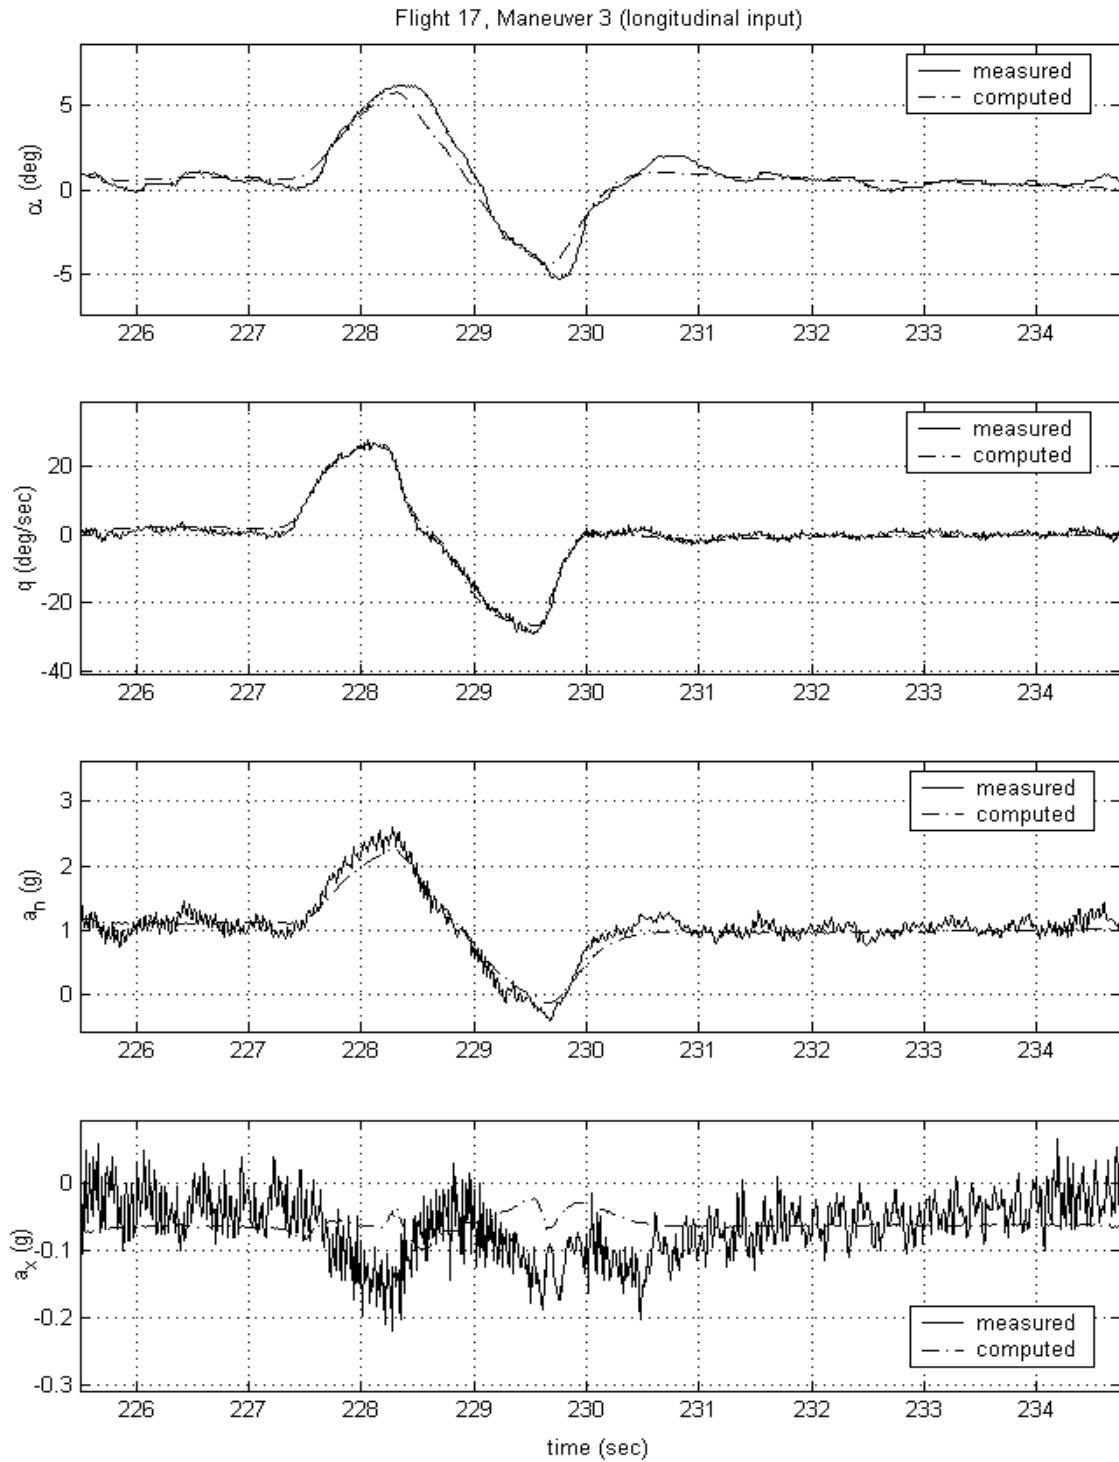 Flight 17, Maneuver 3 (longitudinal input)
measured
computed
5
0
-5
α (deg)
226 227 228 229 230 231 232 233 234
measured
computed
20
0
-20
-40
q (deg/sec)
226 227 228 229 230 231 232 233 234
measured
computed
3
2
1
0
a_n (g)
226 227 228 229 230 231 232 233 234
0
-0.1
-0.2
-0.3
a_x (g)
measured
computed
226 227 228 229 230 231 232 233 234
time (sec)